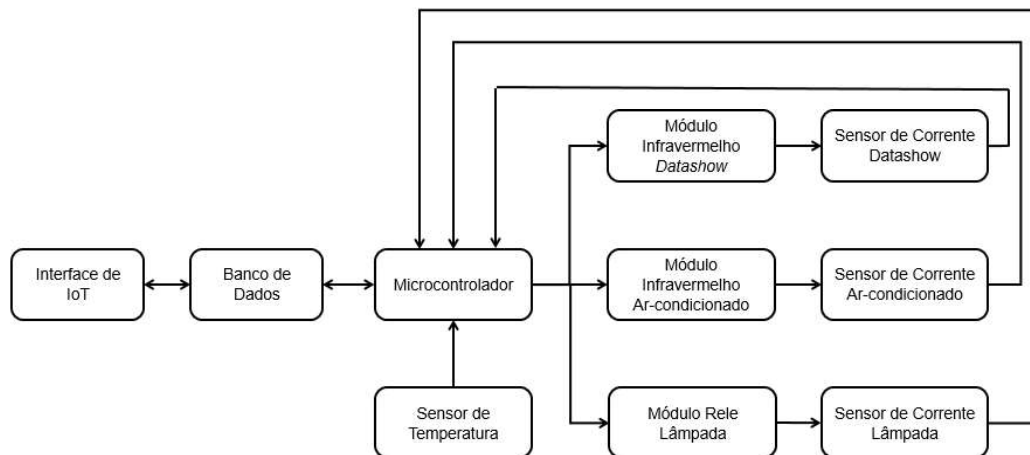 Módulo
Infravermelho
Datashow
Sensor de Corrente
Datashow
Interface de
IoT
Banco de
Dados
Microcontrolador
Módulo
Infravermelho
Ar-condicionado
Sensor de Corrente
Ar-condicionado
Sensor de
Temperatura
Módulo Rele
Lâmpada
Sensor de Corrente
Lâmpada